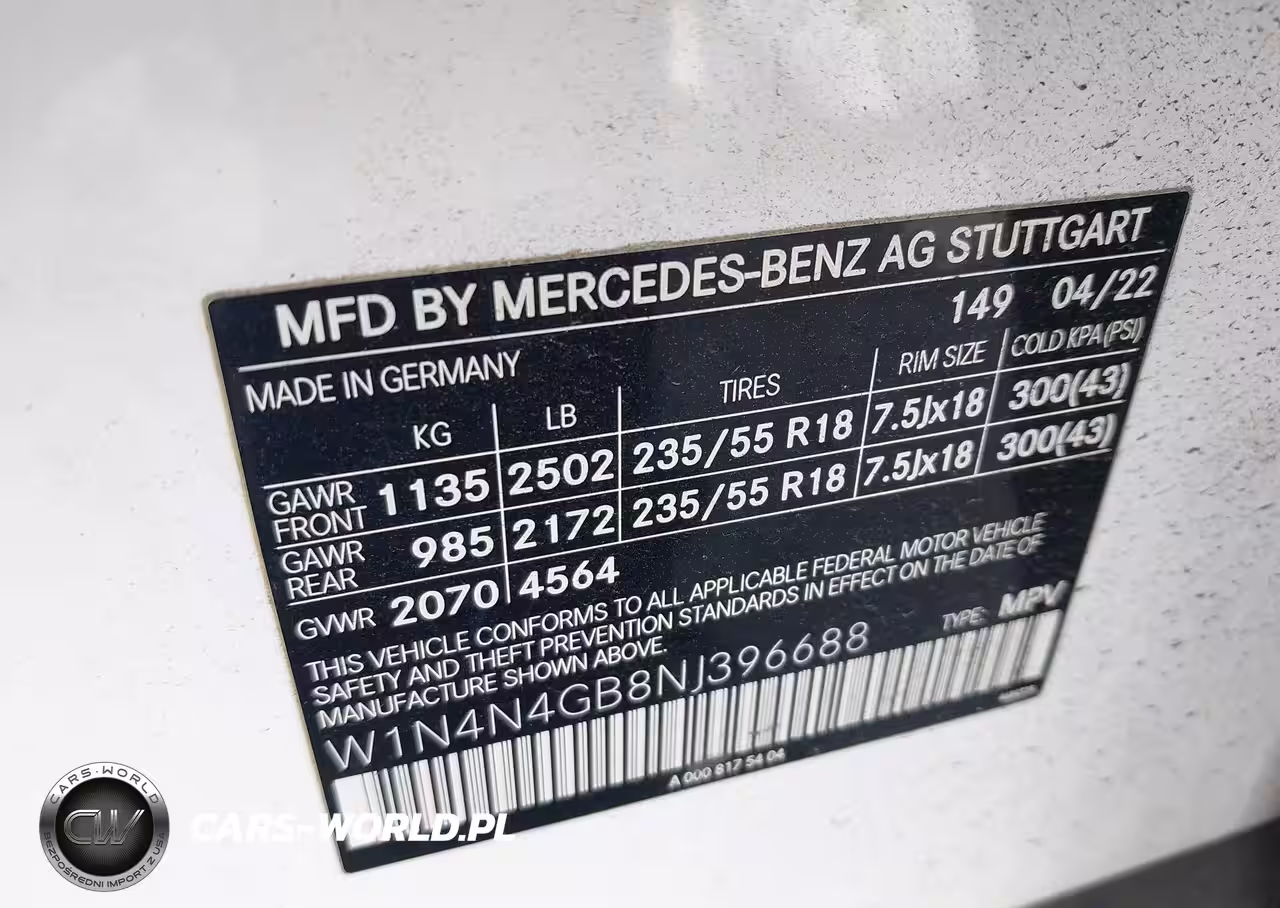 MFD BY MERCEDES-BENZ AG STUTTGART
MADE IN GERMANY 149 04/22
KG LB TIRES RIM SIZE COLD KPA(PSI)
GAWR FRONT 1135 2502 235/55 R18 7.5Jx18 300(43)
GAWR REAR 985 2172 235/55 R18 7.5Jx18 300(43)
GVWR 2070 4564
THIS VEHICLE CONFORMS TO ALL APPLICABLE FEDERAL MOTOR VEHICLE
SAFETY AND THEFT PREVENTION STANDARDS IN EFFECT ON THE DATE OF
MANUFACTURE SHOWN ABOVE.
W1N4N4GB8NJ396688 TYPE: MPV
A 000 817 54 04
CARS-WORLD
CW
BEZPOŚREDNI IMPORT Z USA
CARS-WORLD.PL